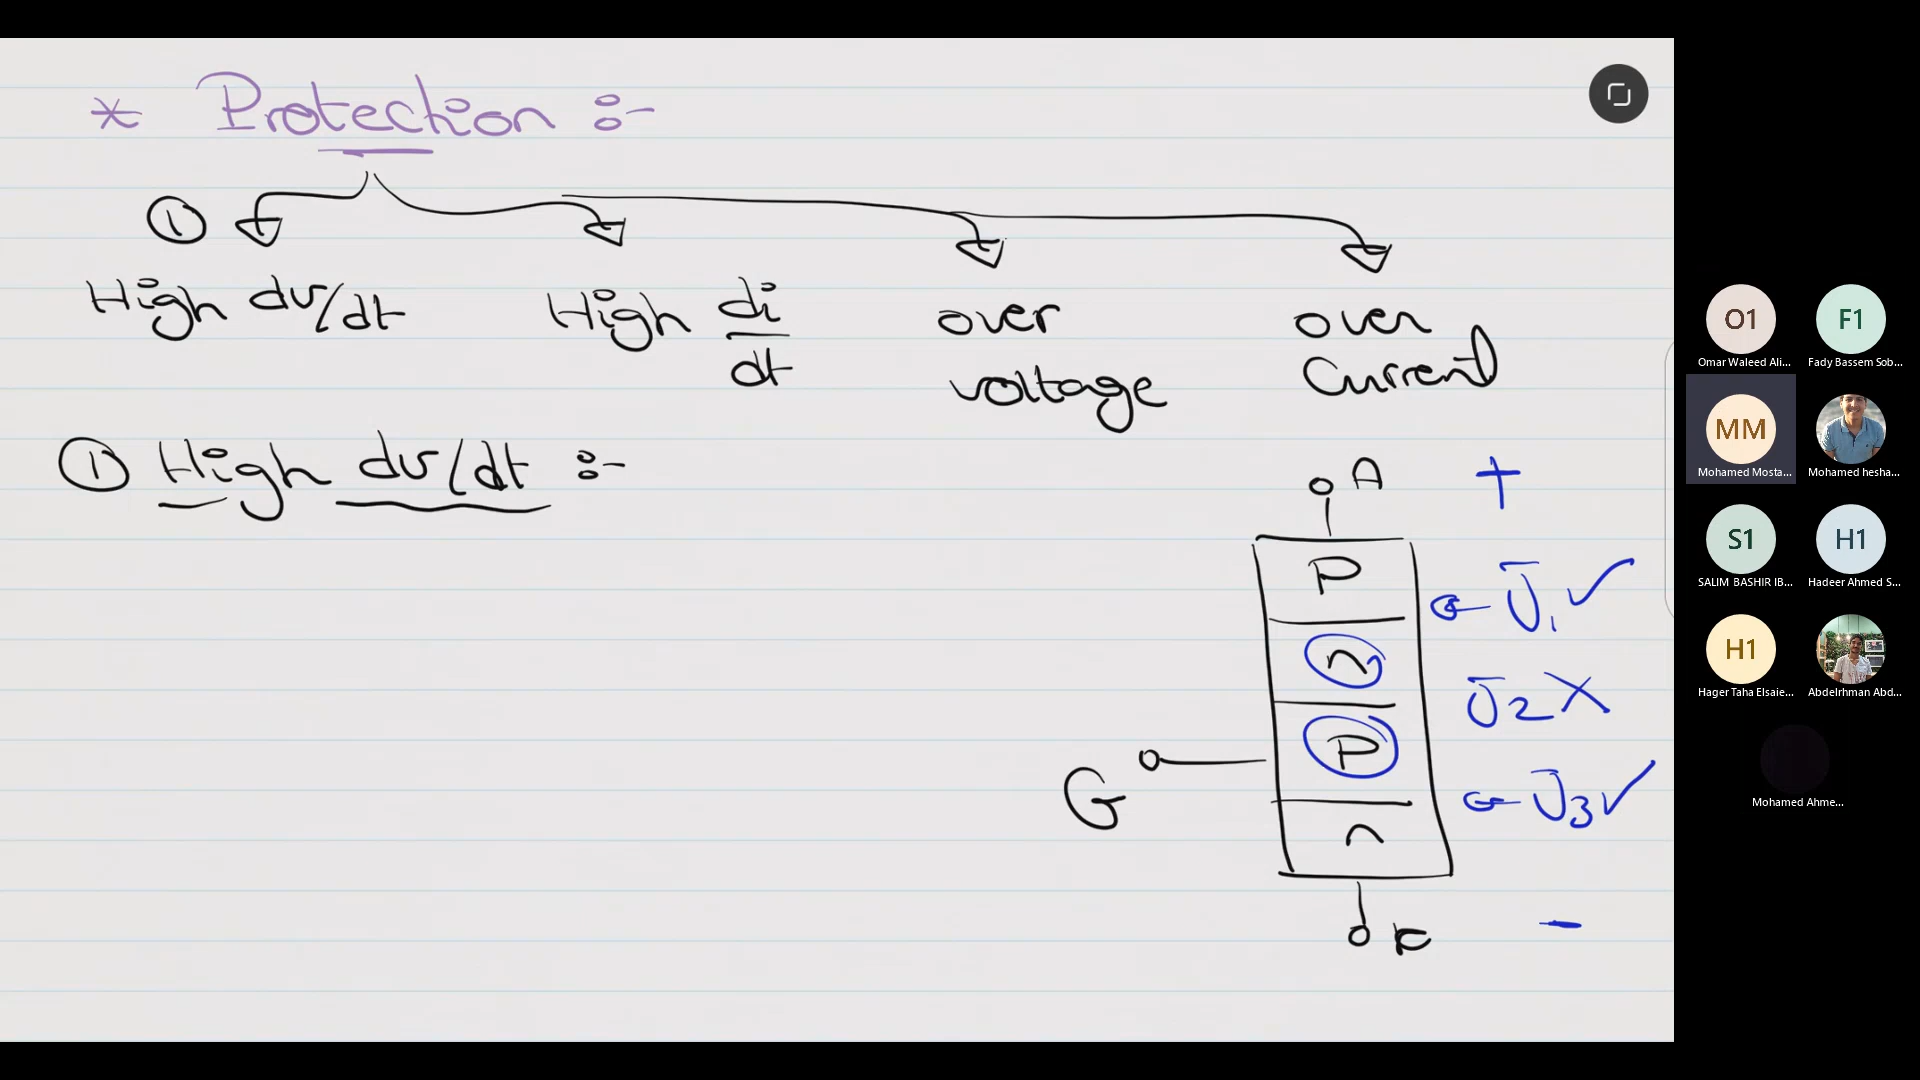 * Protection :-
①
High dv/dt
High di/dt
over voltage
over Current
① High dv/dt :-
A
+
P
J1 ✓
n
J2 X
P
G
J3 ✓
n
K
-
O1
Omar Waleed Ali...
F1
Fady Bassem Sob...
MM
Mohamed Mosta...
Mohamed hesha...
S1
SALIM BASHIR IB...
H1
Hadeer Ahmed S...
H1
Hager Taha Elsaie...
Abdelrhman Abd...
Mohamed Ahme...